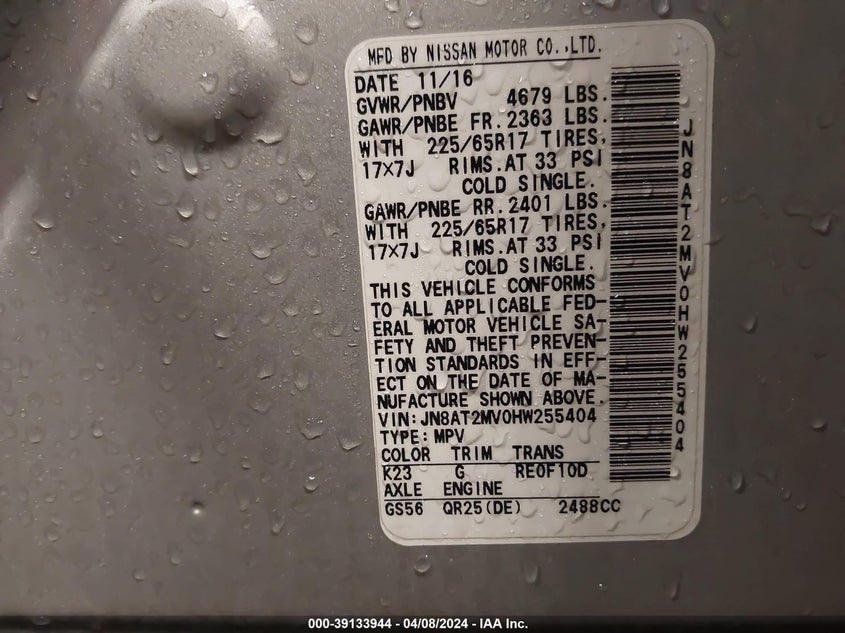 MFD BY NISSAN MOTOR CO.,LTD.
DATE 11/16
GVWR/PNBV 4679 LBS.
GAWR/PNBE FR. 2363 LBS.
WITH 225/65R17 TIRES,
17×7J RIMS.AT 33 PSI
COLD SINGLE.
GAWR/PNBE RR. 2401 LBS.
WITH 225/65R17 TIRES,
17×7J RIMS.AT 33 PSI
COLD SINGLE.
THIS VEHICLE CONFORMS
TO ALL APPLICABLE FED-
ERAL MOTOR VEHICLE SA-
FETY AND THEFT PREVEN-
TION STANDARDS IN EFF-
ECT ON THE DATE OF MA-
NUFACTURE SHOWN ABOVE.
VIN:JN8AT2MV0HW255404
TYPE:MPV
COLOR TRIM TRANS
K23 G RE0F10D
AXLE ENGINE
GS56 QR25(DE) 2488CC
JN8AT2MV0HW255404
000-39133944 - 04/08/2024 - IAA Inc.